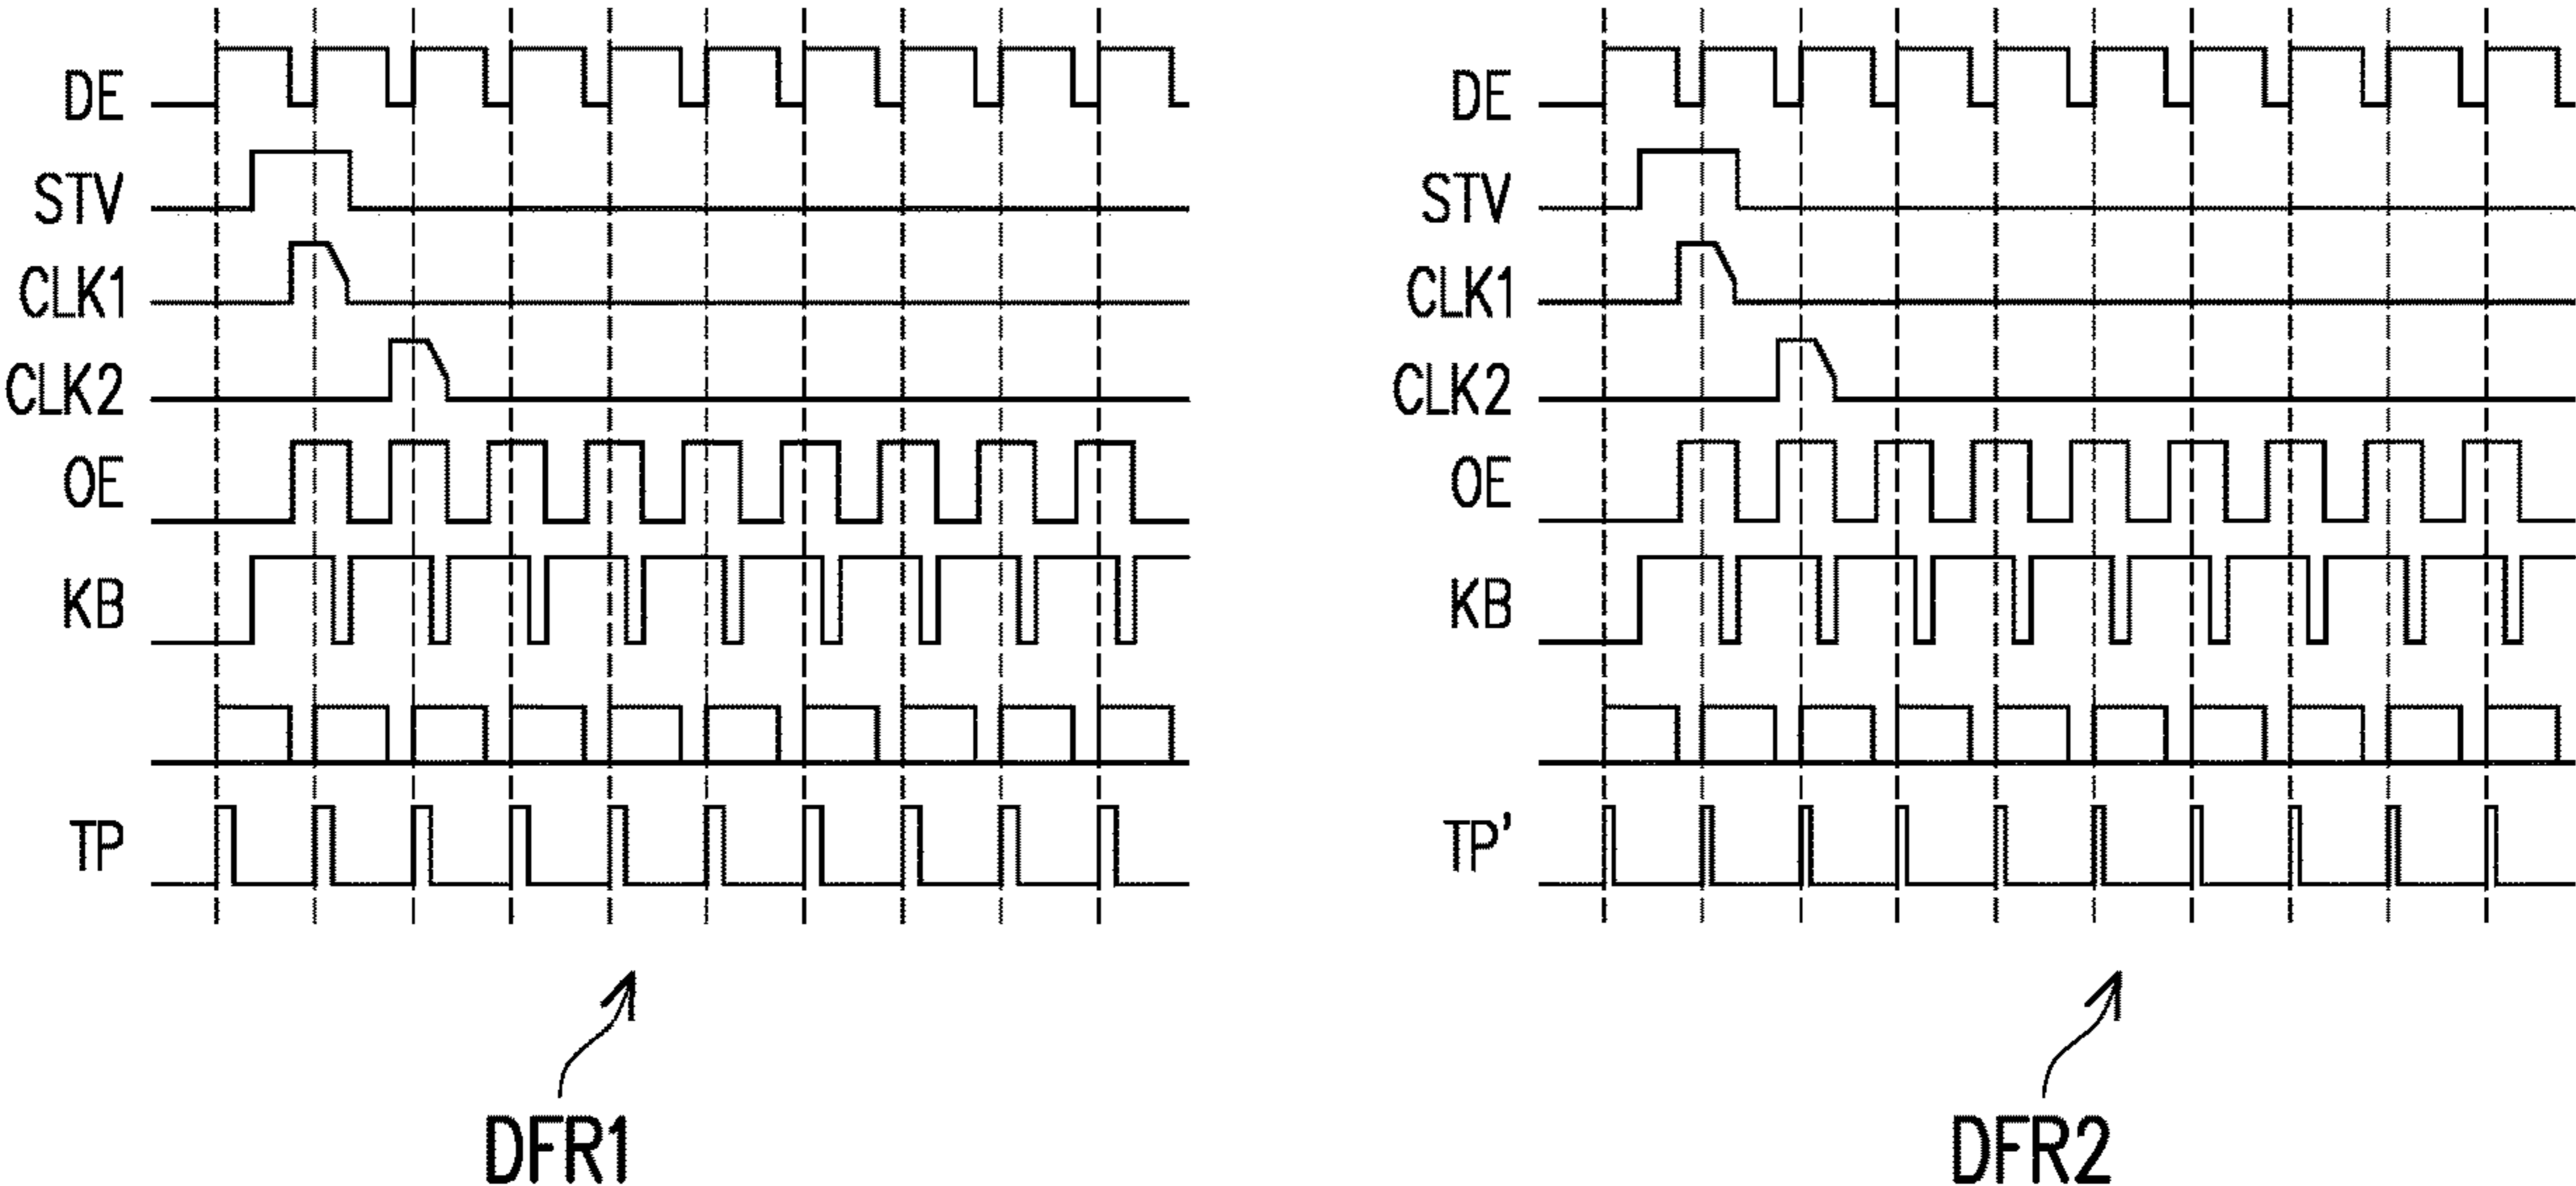 DE
STV
CLK1
CLK2
OE
KB
TP
DFR1
DE
STV
CLK1
CLK2
OE
KB
TP'
DFR2